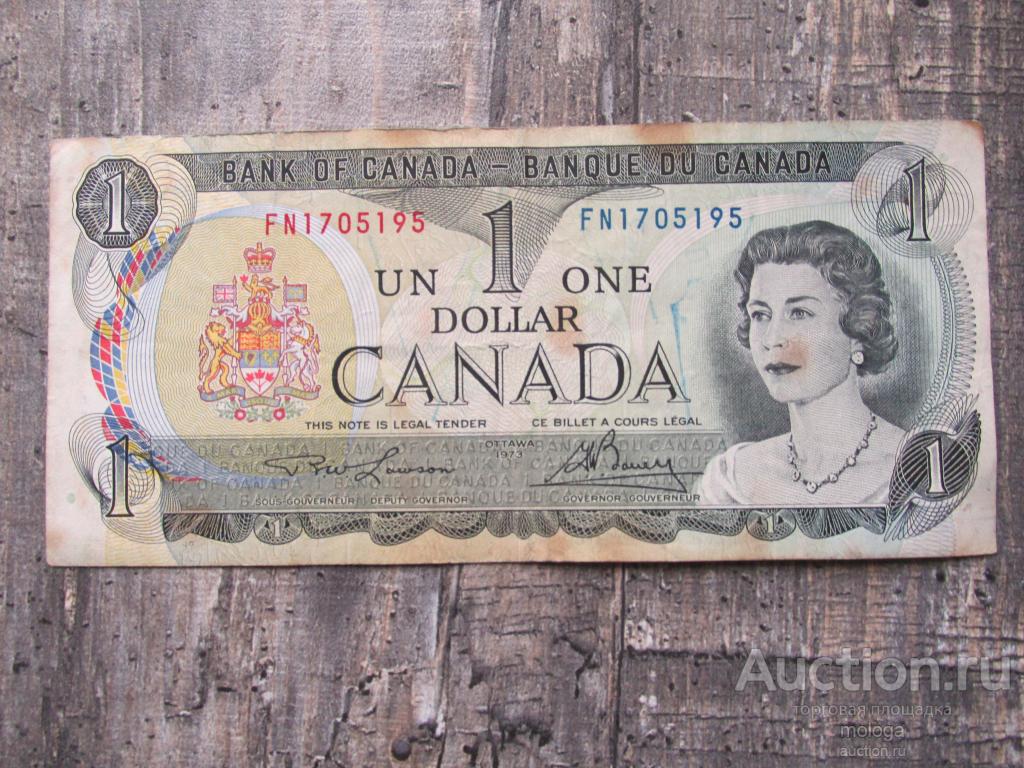 BANK OF CANADA – BANQUE DU CANADA
1 1
FN1705195 FN1705195
1
UN ONE
DOLLAR
CANADA
THIS NOTE IS LEGAL TENDER CE BILLET A COURS LÉGAL
OTTAWA
1973
1 1
SOUS-GOUVERNEUR DEPUTY GOVERNOR GOVERNOR GOUVERNEUR
1 1
Auction.ru
торговая площадка
mologa
auction.ru